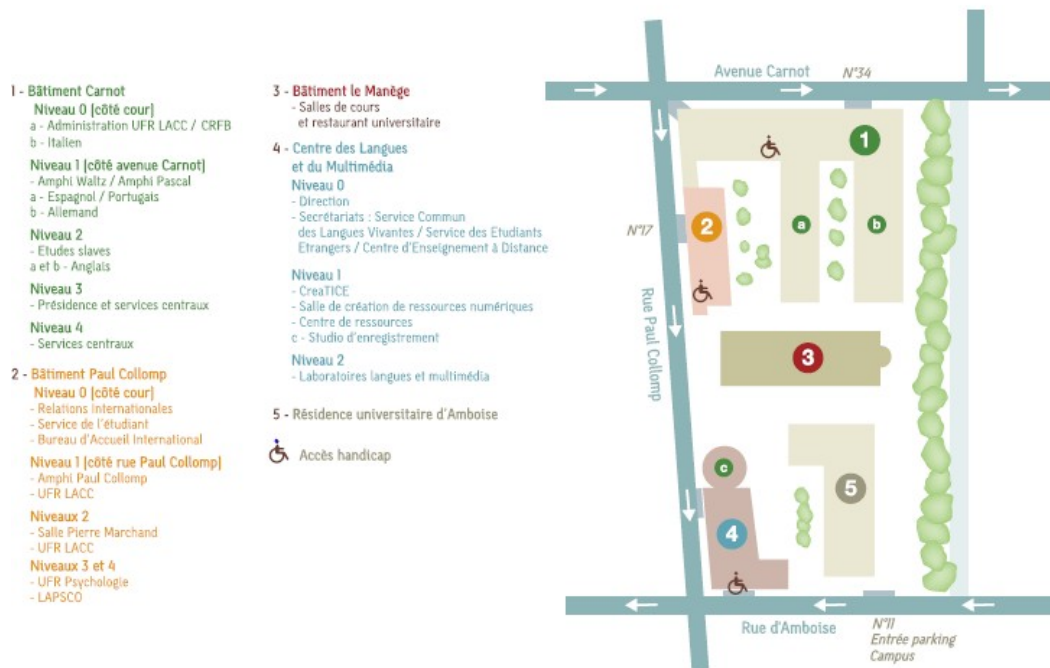 1 - Bâtiment Carnot
Niveau 0 (côté cour)
a - Administration UFR LACC / CRFB
b - Italien
Niveau 1 (côté avenue Carnot)
- Amphi Waltz / Amphi Pascal
a - Espagnol / Portugais
b - Allemand
Niveau 2
- Etudes slaves
a et b - Anglais
Niveau 3
- Présidence et services centraux
Niveau 4
- Services centraux
2 - Bâtiment Paul Collomp
Niveau 0 (côté cour)
- Relations internationales
- Service de l'étudiant
- Bureau d'Accueil International
Niveau 1 (côté rue Paul Collomp)
- Amphi Paul Collomp
- UFR LACC
Niveaux 2
- Salle Pierre Marchand
- UFR LACC
Niveaux 3 et 4
- UFR Psychologie
- LAPSCO
3 - Bâtiment le Manège
- Salles de cours
et restaurant universitaire
4 - Centre des Langues
et du Multimédia
Niveau 0
- Direction
- Secrétariats : Service Commun
des Langues Vivantes / Service des Etudiants
Etrangers / Centre d'Enseignement à Distance
Niveau 1
- CreaTICE
- Salle de création de ressources numériques
- Centre de ressources
c - Studio d'enregistrement
Niveau 2
- Laboratoires langues et multimédia
5 - Résidence universitaire d'Amboise
Accès handicap
Avenue Carnot
N°34
1
2
a
b
N°17
Rue Paul Collomp
3
c
5
4
Rue d'Amboise
N°11
Entrée parking
Campus